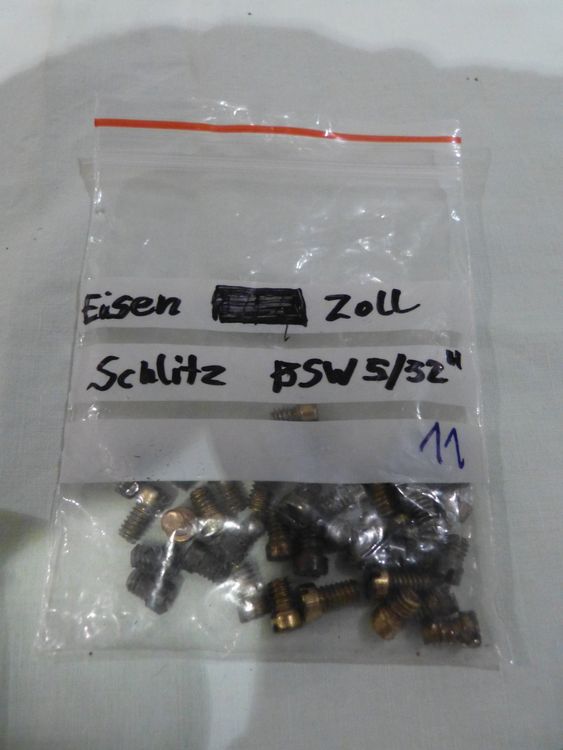 Eisen Zoll
Schlitz BSW 5/32"
11